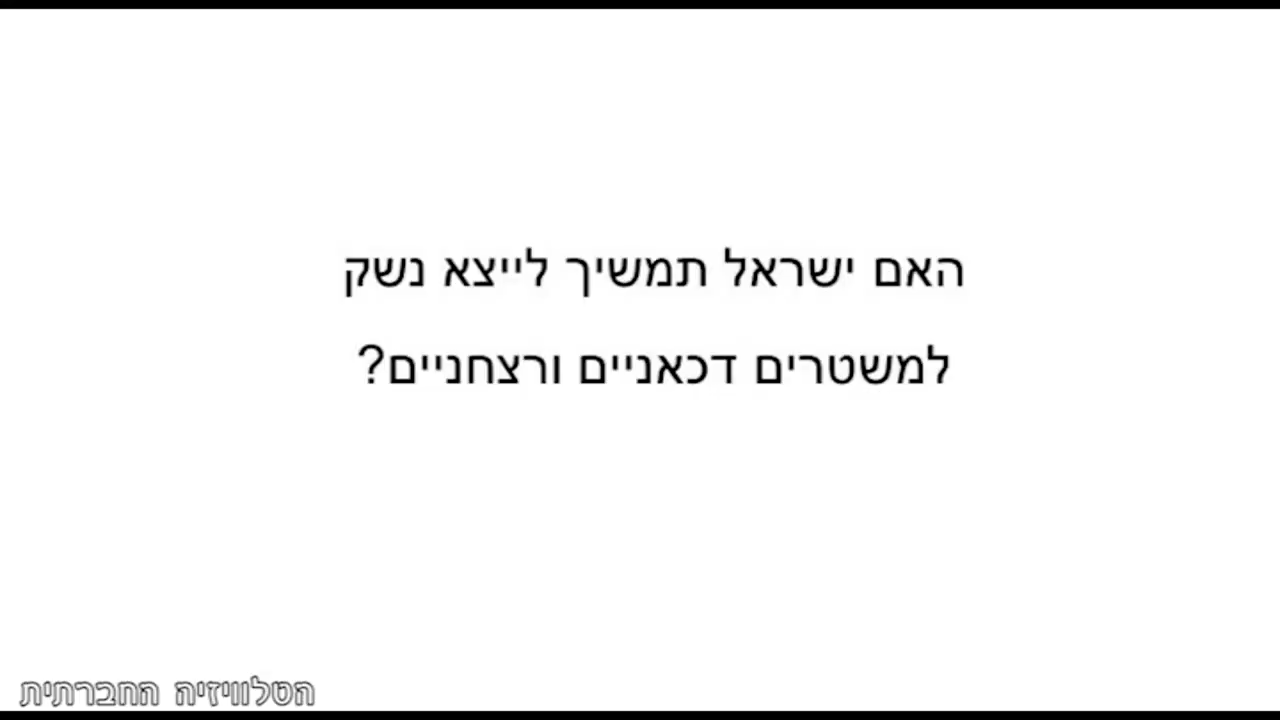 האם ישראל תמשיך לייצא נשק
למשטרים דכאניים ורצחניים?
הטלוויזיה החברתית